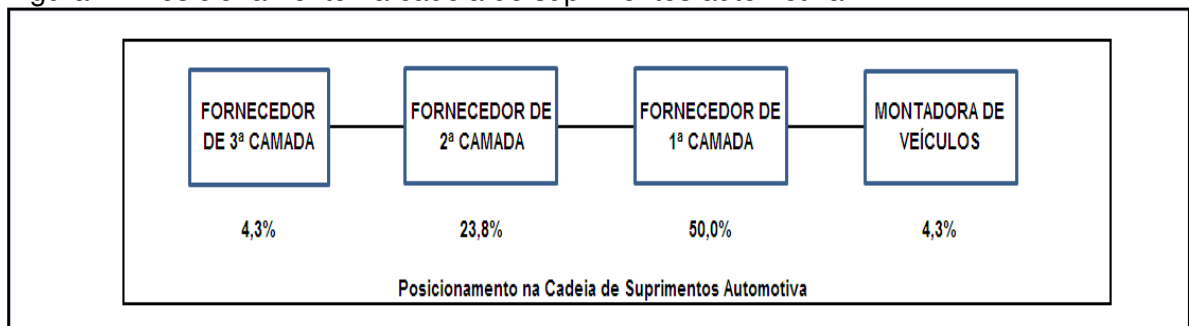 FORNECEDOR
DE 3ª CAMADA
FORNECEDOR DE
2ª CAMADA
FORNECEDOR DE
1ª CAMADA
MONTADORA DE
VEÍCULOS
4,3%
23,8%
50,0%
4,3%
Posicionamento na Cadeia de Suprimentos Automotiva